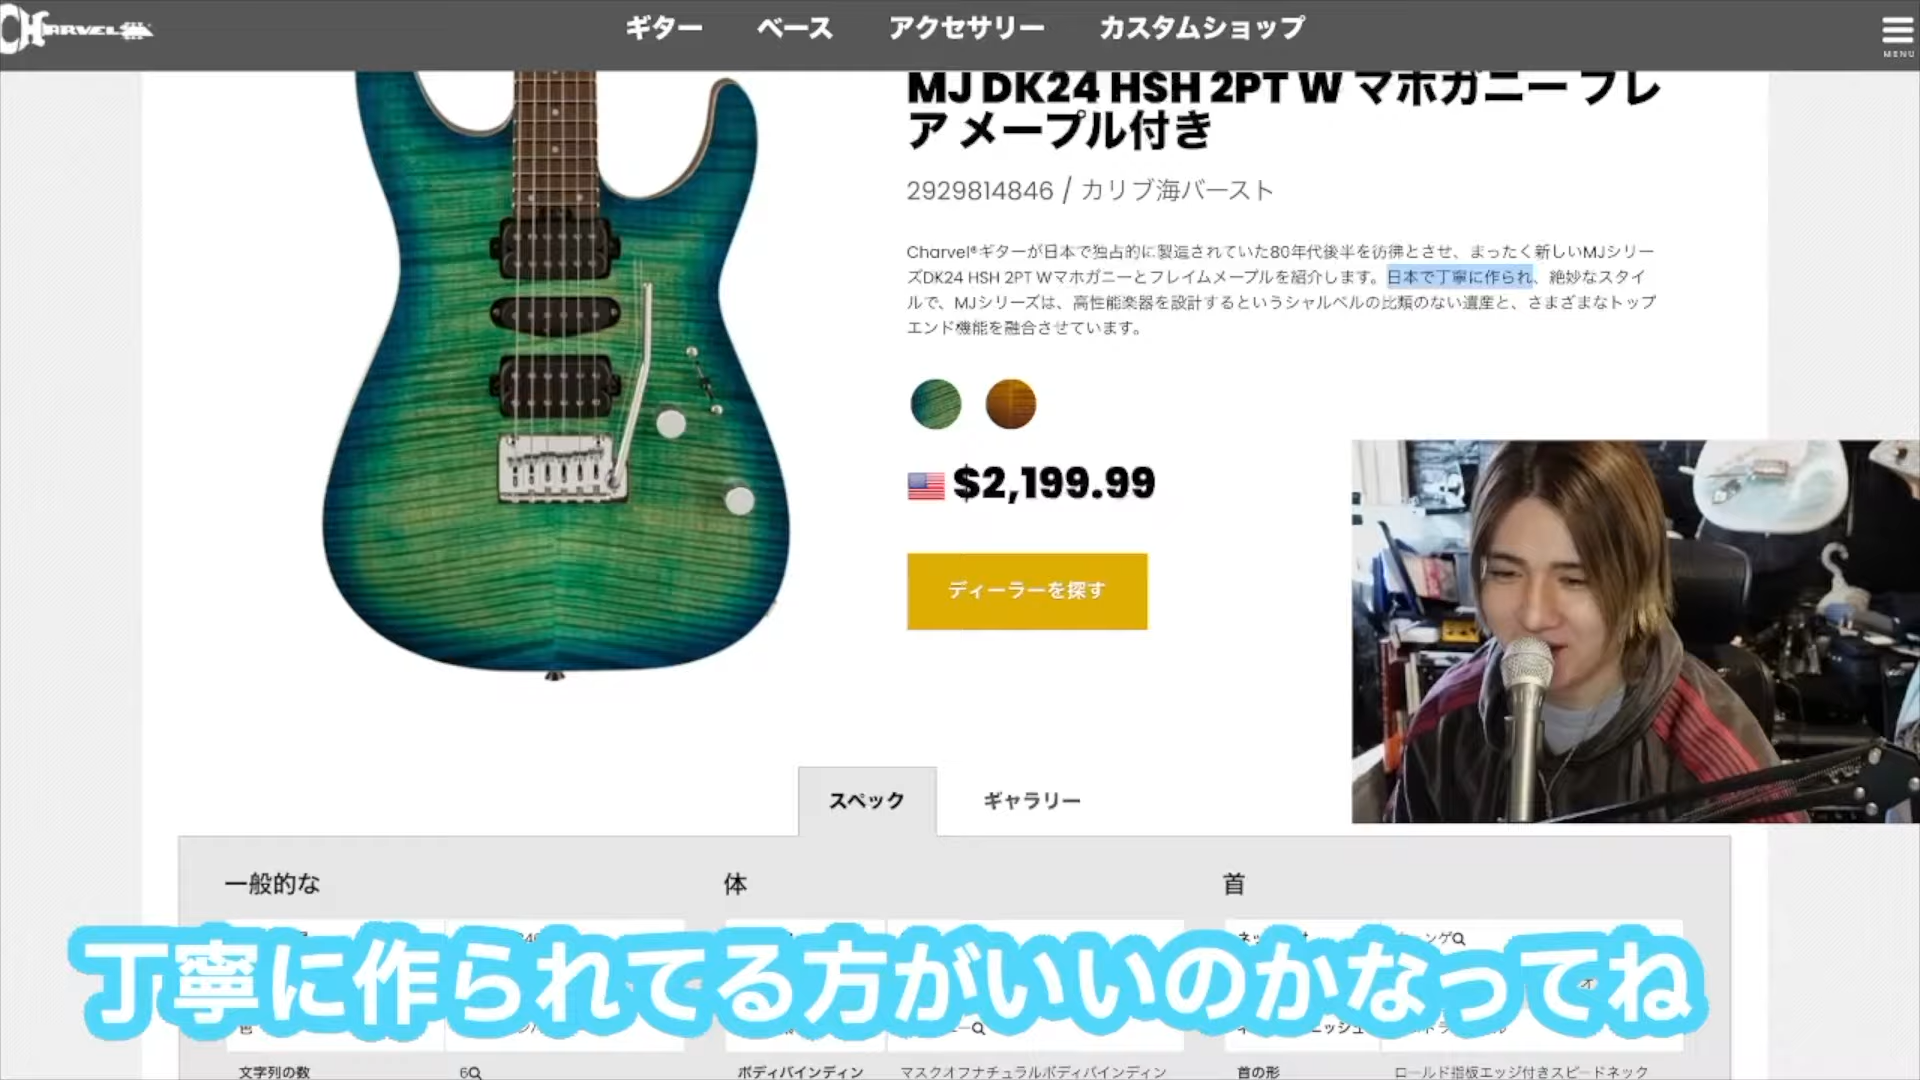 CHARVEL
ギター
ベース
アクセサリー
カスタムショップ
MENU
MJ DK24 HSH 2PT W マホガニー フレ
ア メープル付き
2929814846 / カリブ海バースト
Charvel®ギターが日本で独占的に製造されていた80年代後半を彷彿とさせ、まったく新しいMJシリー
ズDK24 HSH 2PT Wマホガニーとフレイムメープルを紹介します。日本で丁寧に作られ、絶妙なスタイ
ルで、MJシリーズは、高性能楽器を設計するというシャルベルの比類のない遺産と、さまざまなトップ
エンド機能を融合させています。
$2,199.99
ディーラーを探す
スペック
ギャラリー
一般的な
体
首
丁寧に作られてる方がいいのかなってね
文字列の数
6
ボディバインディン
マスクオフナチュラルボディバインディン
首の形
ロールド指板エッジ付きスピードネック